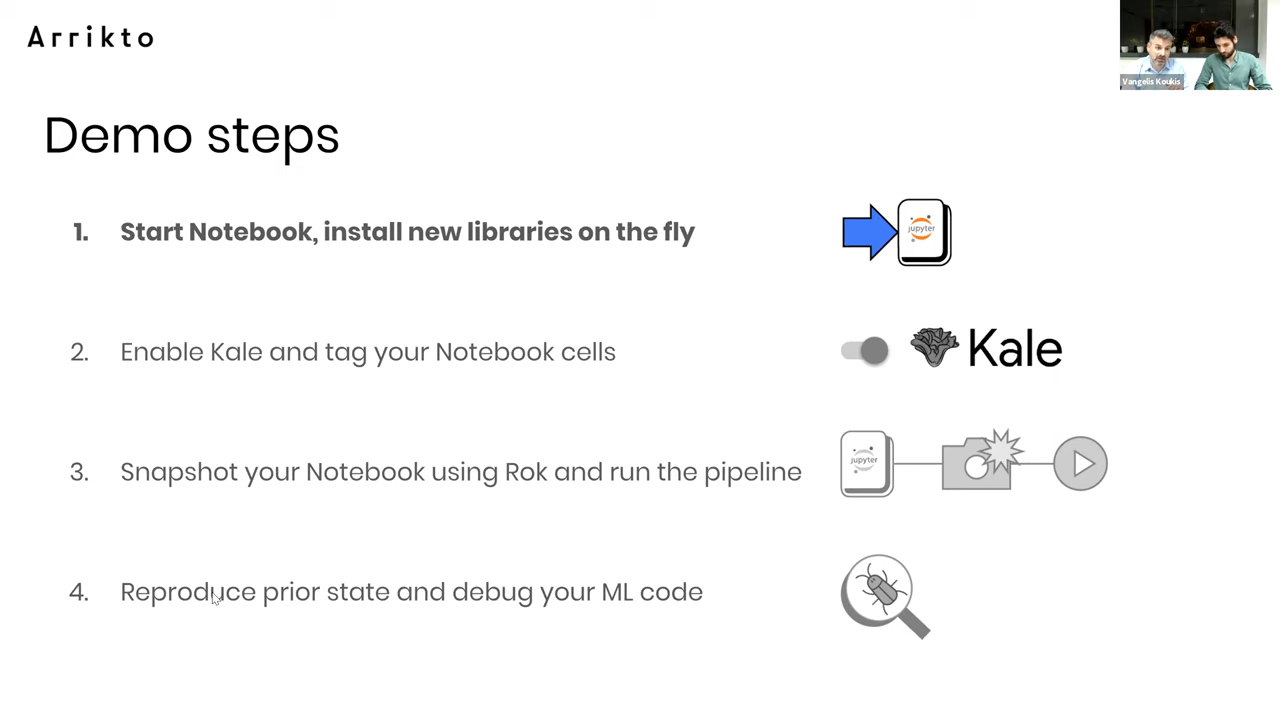 Arrikto
Vangelis Koukis
Demo steps
1. Start Notebook, install new libraries on the fly
jupyter
2. Enable Kale and tag your Notebook cells
Kale
3. Snapshot your Notebook using Rok and run the pipeline
jupyter
4. Reproduce prior state and debug your ML code